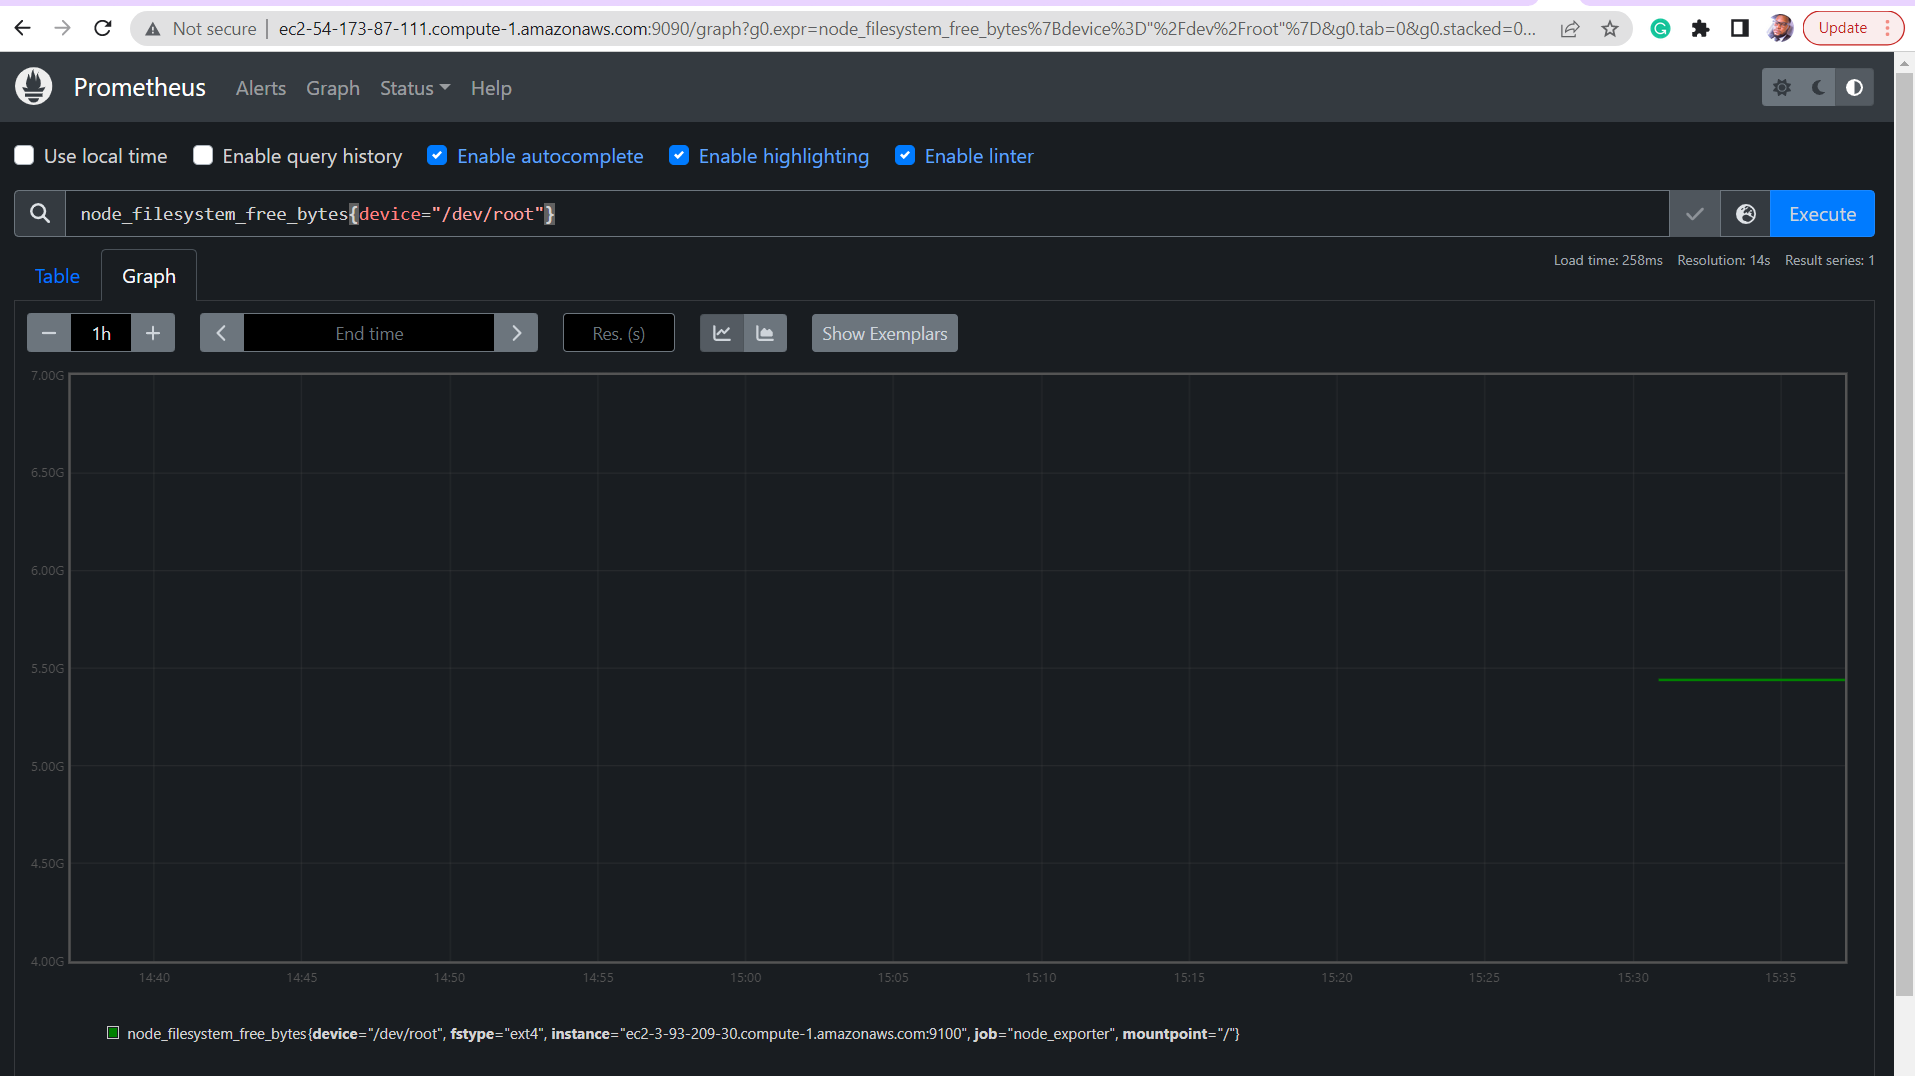 Not secure | ec2-54-173-87-111.compute-1.amazonaws.com:9090/graph?g0.expr=node_filesystem_free_bytes%7Bdevice%3D"%2Fdev%2Froot"%7D&g0.tab=0&g0.stacked=0... Update
Prometheus Alerts Graph Status Help
Use local time Enable query history Enable autocomplete Enable highlighting Enable linter
node_filesystem_free_bytes{device="/dev/root"} Execute
Table Graph Load time: 258ms Resolution: 14s Result series: 1
1h End time Res. (s) Show Exemplars
7.00G
6.50G
6.00G
5.50G
5.00G
4.50G
4.00G
14:40 14:45 14:50 14:55 15:00 15:05 15:10 15:15 15:20 15:25 15:30 15:35
node_filesystem_free_bytes{device="/dev/root", fstype="ext4", instance="ec2-3-93-209-30.compute-1.amazonaws.com:9100", job="node_exporter", mountpoint="/"}